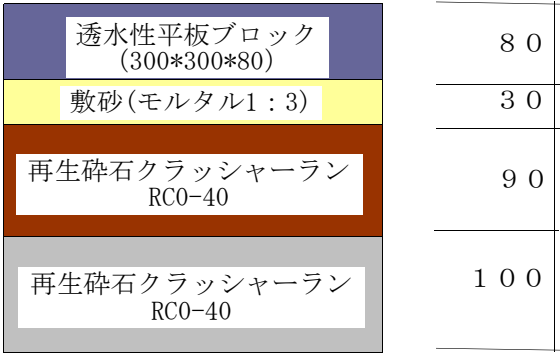 透水性平板ブロック
(300*300*80)
８０
敷砂(モルタル1：3)
３０
再生砕石クラッシャーラン
RC0-40
９０
再生砕石クラッシャーラン
RC0-40
１００